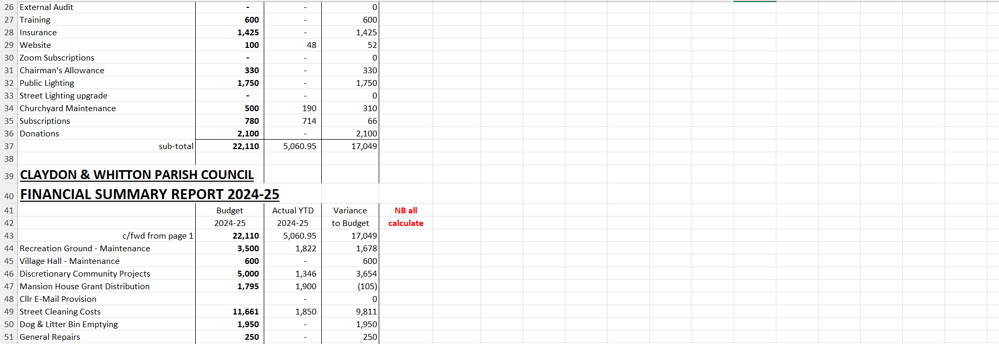 26 External Audit - - 0
27 Training 600 - 600
28 Insurance 1,425 - 1,425
29 Website 100 48 52
30 Zoom Subscriptions - - 0
31 Chairman's Allowance 330 - 330
32 Public Lighting 1,750 - 1,750
33 Street Lighting upgrade - - 0
34 Churchyard Maintenance 500 190 310
35 Subscriptions 780 714 66
36 Donations 2,100 - 2,100
37 sub-total 22,110 5,060.95 17,049
38
39 CLAYDON & WHITTON PARISH COUNCIL
40 FINANCIAL SUMMARY REPORT 2024-25
41 Budget Actual YTD Variance NB all
42 2024-25 2024-25 to Budget calculate
43 c/fwd from page 1 22,110 5,060.95 17,049
44 Recreation Ground - Maintenance 3,500 1,822 1,678
45 Village Hall - Maintenance 600 - 600
46 Discretionary Community Projects 5,000 1,346 3,654
47 Mansion House Grant Distribution 1,795 1,900 (105)
48 Cllr E-Mail Provision - 0
49 Street Cleaning Costs 11,661 1,850 9,811
50 Dog & Litter Bin Emptying 1,950 - 1,950
51 General Repairs 250 - 250